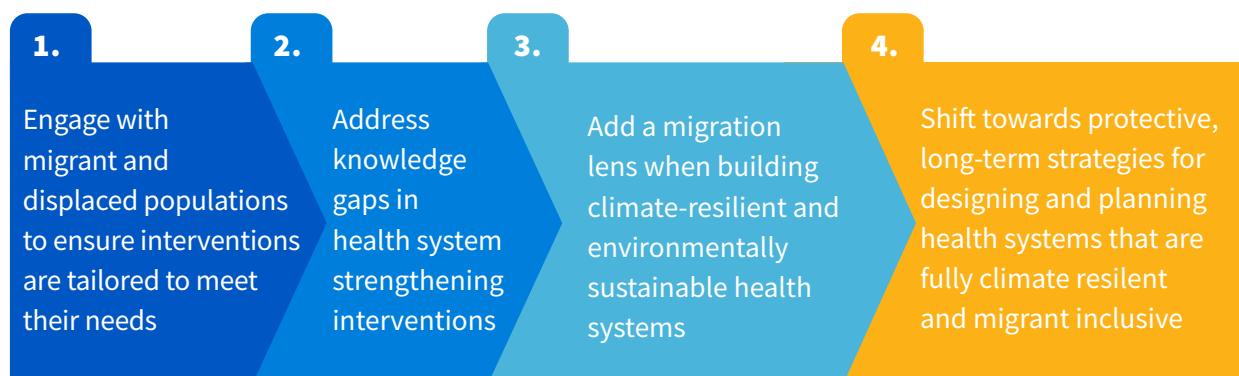 1.
Engage with
migrant and
displaced populations
to ensure interventions
are tailored to meet
their needs
2.
Address
knowledge
gaps in
health system
strengthening
interventions
3.
Add a migration
lens when building
climate-resilient and
environmentally
sustainable health
systems
4.
Shift towards protective,
long-term strategies for
designing and planning
health systems that are
fully climate resilent
and migrant inclusive